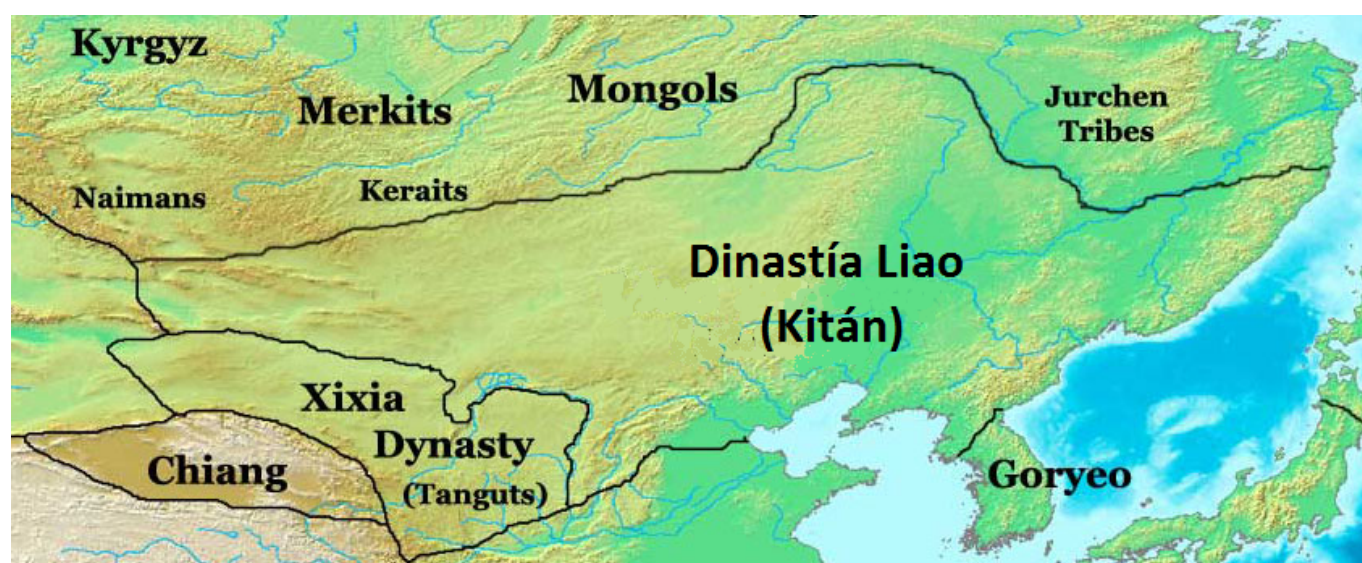 Kyrgyz
Merkits
Mongols
Jurchen
Tribes
Naimans
Keraits
Dinastía Liao
(Kitán)
Xixia
Dynasty
(Tanguts)
Chiang
Goryeo